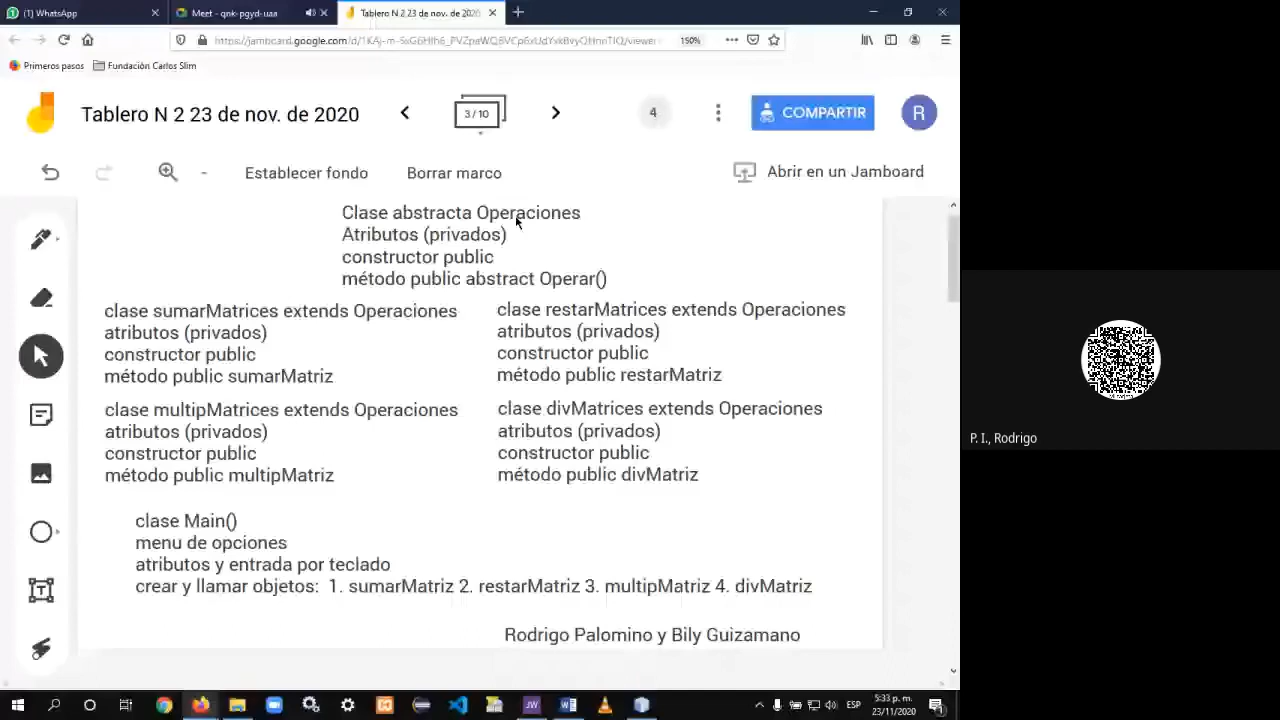 (1) WhatsApp
Meet - qnk-pgyd-uaa
Tablero N 2 23 de nov. de 202
Primeros pasos
Fundación Carlos Slim
150%
Tablero N 2 23 de nov. de 2020
3 / 10
4
COMPARTIR
R
Establecer fondo
Borrar marco
Abrir en un Jamboard
Clase abstracta Operaciones
Atributos (privados)
constructor public
método public abstract Operar()
clase sumarMatrices extends Operaciones
atributos (privados)
constructor public
método public sumarMatriz
clase restarMatrices extends Operaciones
atributos (privados)
constructor public
método public restarMatriz
clase multipMatrices extends Operaciones
atributos (privados)
constructor public
método public multipMatriz
clase divMatrices extends Operaciones
atributos (privados)
constructor public
método public divMatriz
clase Main()
menu de opciones
atributos y entrada por teclado
crear y llamar objetos: 1. sumarMatriz 2. restarMatriz 3. multipMatriz 4. divMatriz
Rodrigo Palomino y Bily Guizamano
P. I., Rodrigo
ESP
5:33 p. m.
23/11/2020